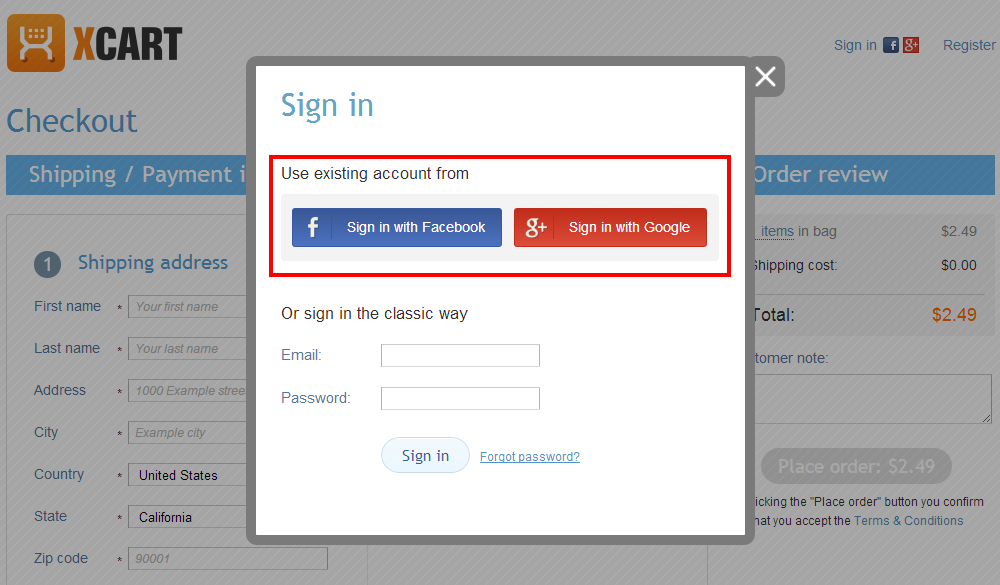 XCART
Sign in
Register
Checkout
Shipping / Payment i
Order review
Sign in
Use existing account from
Sign in with Facebook
g+ Sign in with Google
Or sign in the classic way
Email:
Password:
Sign in
Forgot password?
1 Shipping address
First name * Your first name
Last name * Your last name
Address * 1000 Example stree
City * Example city
Country * United States
State * California
Zip code * 90001
items in bag $2.49
Shipping cost: $0.00
Total: $2.49
tomer note:
Place order: $2.49
icking the "Place order" button you confirm
hat you accept the Terms & Conditions